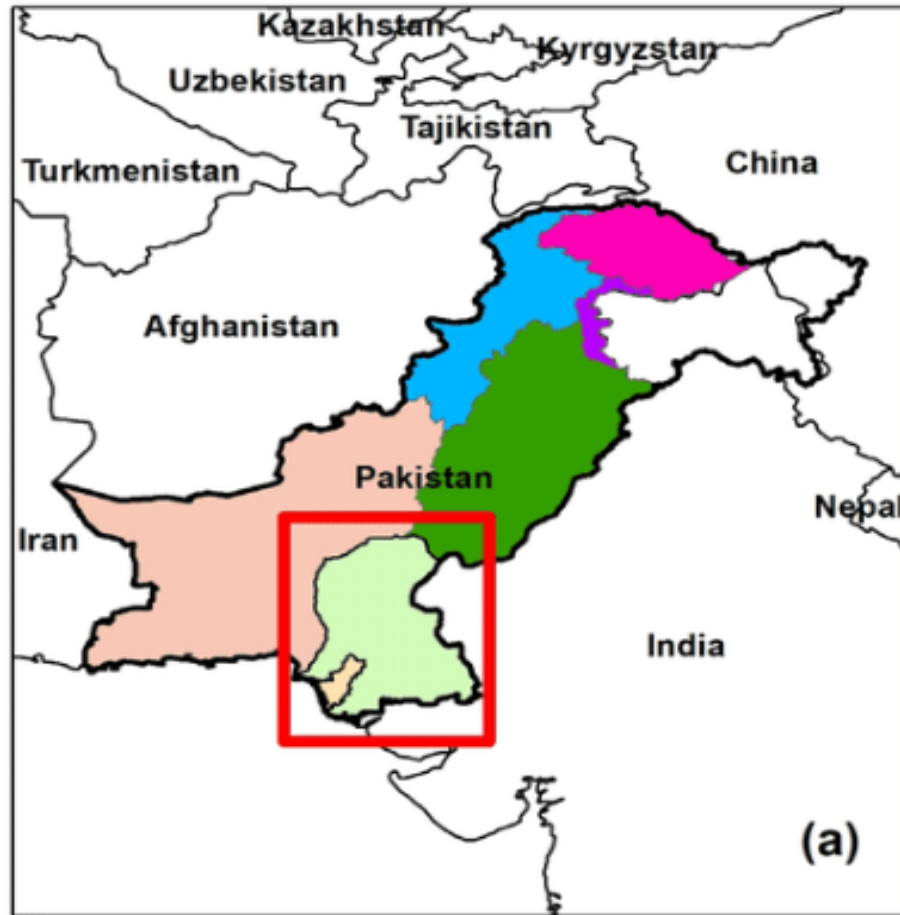 Kazakhstan
Kyrgyzstan
Uzbekistan
Tajikistan
China
Turkmenistan
Afghanistan
Pakistan
Nepal
Iran
India
(a)